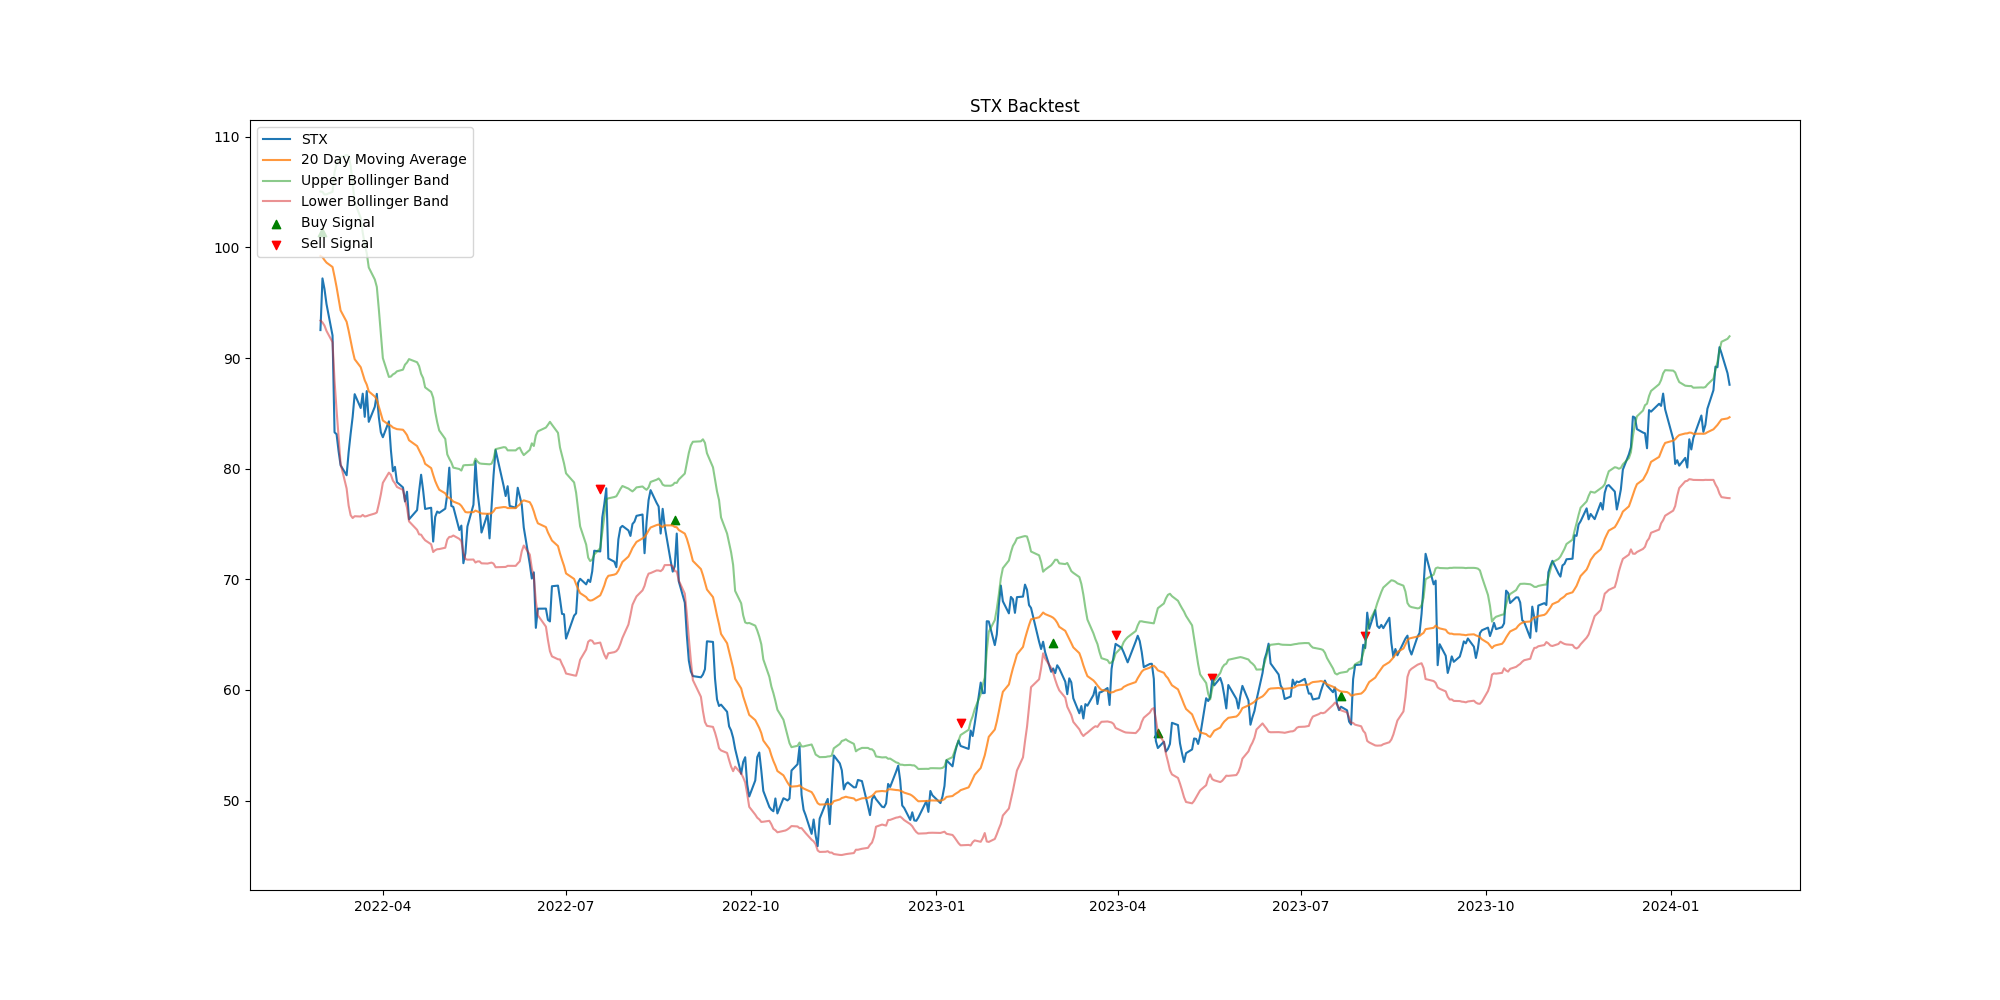 STX Backtest
110
100
90
80
70
60
50
STX
20 Day Moving Average
Upper Bollinger Band
Lower Bollinger Band
Buy Signal
Sell Signal
2022-04
2022-07
2022-10
2023-01
2023-04
2023-07
2023-10
2024-01